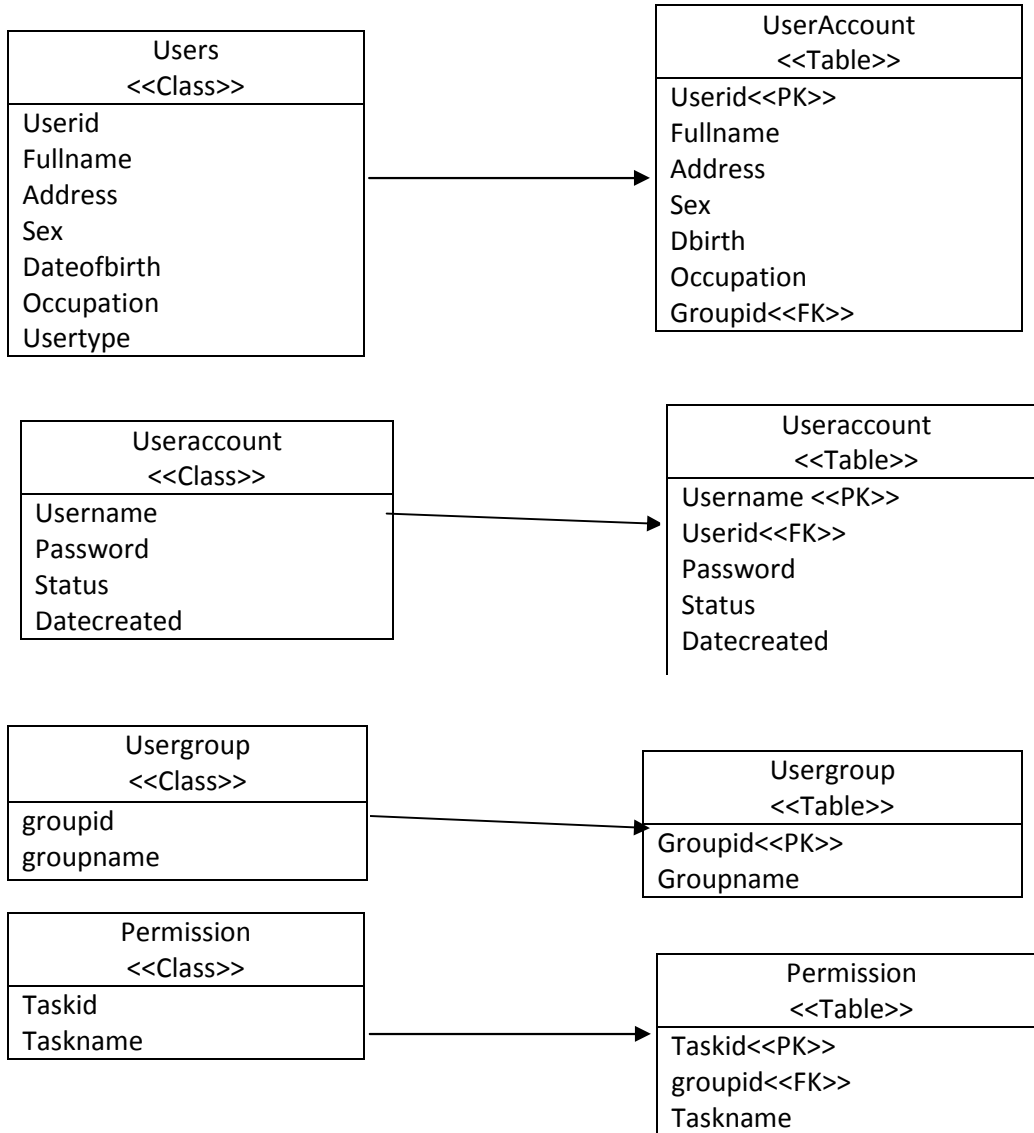 Users
<<Class>>
Userid
Fullname
Address
Sex
Dateofbirth
Occupation
Usertype
UserAccount
<<Table>>
Userid<<PK>>
Fullname
Address
Sex
Dbirth
Occupation
Groupid<<FK>>
Useraccount
<<Class>>
Username
Password
Status
Datecreated
Useraccount
<<Table>>
Username <<PK>>
Userid<<FK>>
Password
Status
Datecreated
Usergroup
<<Class>>
groupid
groupname
Usergroup
<<Table>>
Groupid<<PK>>
Groupname
Permission
<<Class>>
Taskid
Taskname
Permission
<<Table>>
Taskid<<PK>>
groupid<<FK>>
Taskname